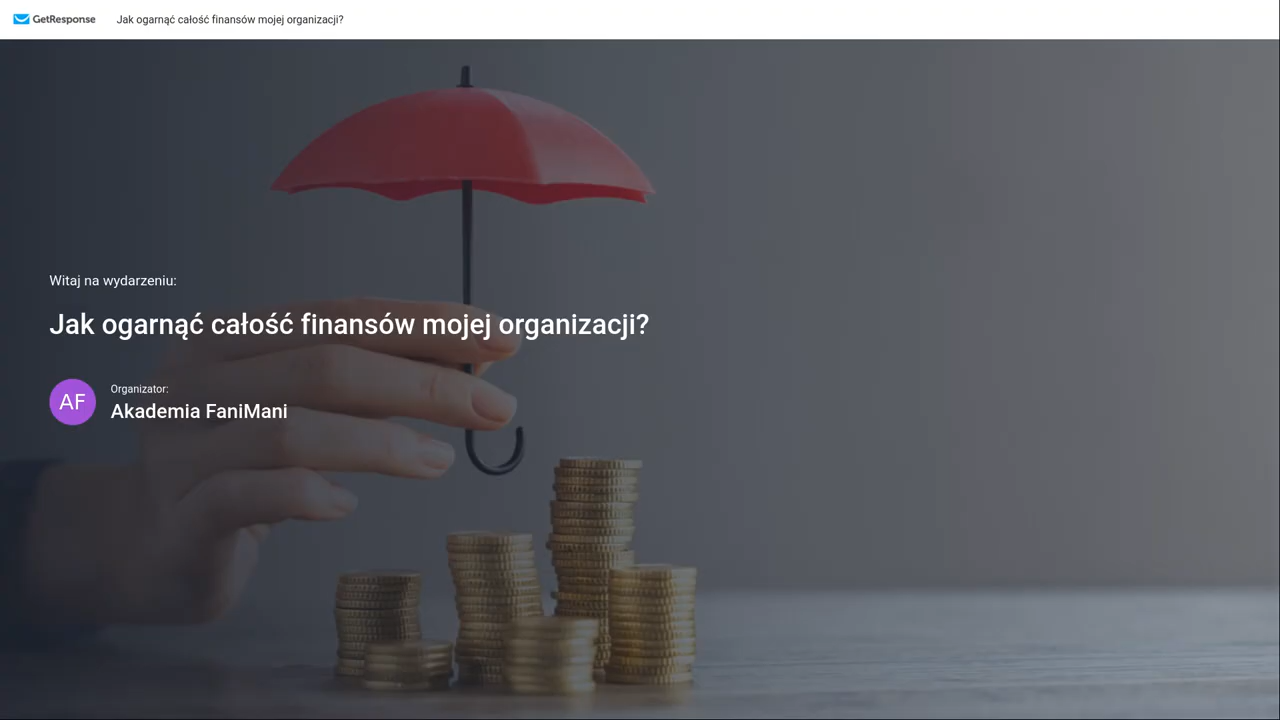 GetResponse Jak ogarnąć całość finansów mojej organizacji?
Witaj na wydarzeniu:
Jak ogarnąć całość finansów mojej organizacji?
AF
Organizator:
Akademia FaniMani